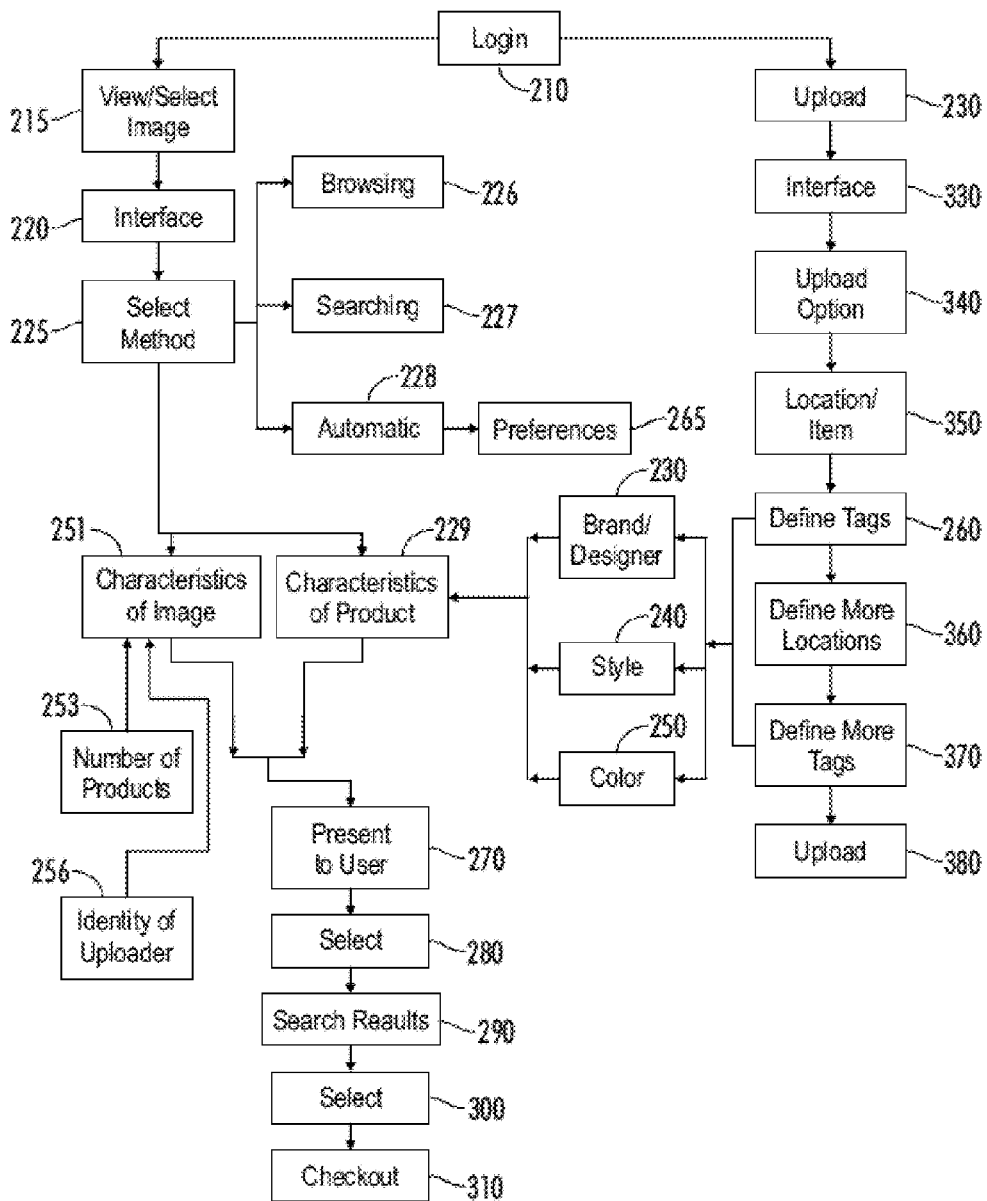 Login
210
View/Select
Image
215
Upload
230
Browsing
226
Interface
330
Interface
220
Upload
Option
340
Select
Method
225
Searching
227
228
Automatic
Preferences
265
Location/
Item
350
230
Brand/
Designer
Define Tags
260
251
Characteristics
of Image
229
Characteristics
of Product
Define More
Locations
360
240
Style
253
Number of
Products
250
Color
Define More
Tags
370
Present
to User
270
Upload
380
256
Identity of
Uploader
Select
280
Search Reaults
290
Select
300
Checkout
310